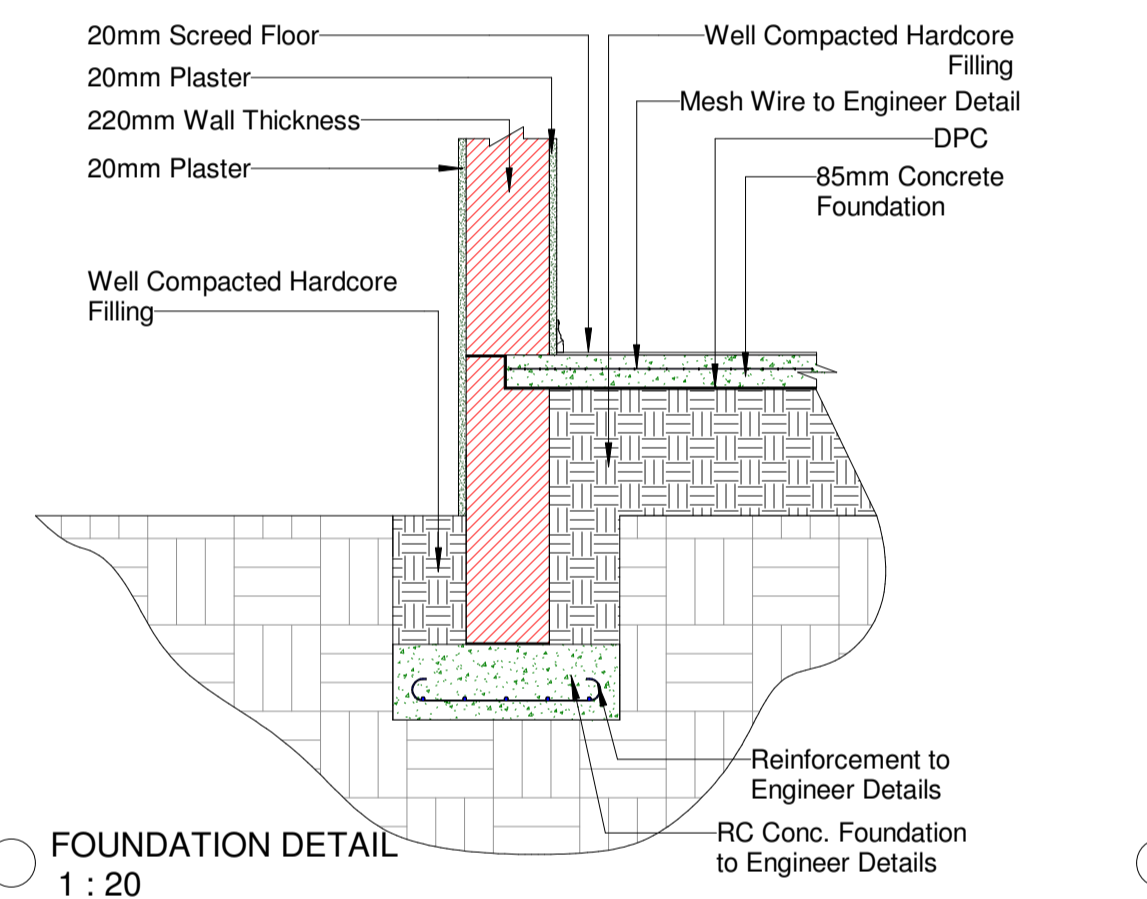 20mm Screed Floor
20mm Plaster
220mm Wall Thickness
20mm Plaster
Well Compacted Hardcore
Filling
Well Compacted Hardcore
Filling
Mesh Wire to Engineer Detail
DPC
85mm Concrete
Foundation
Reinforcement to
Engineer Details
RC Conc. Foundation
to Engineer Details
FOUNDATION DETAIL
1 : 20